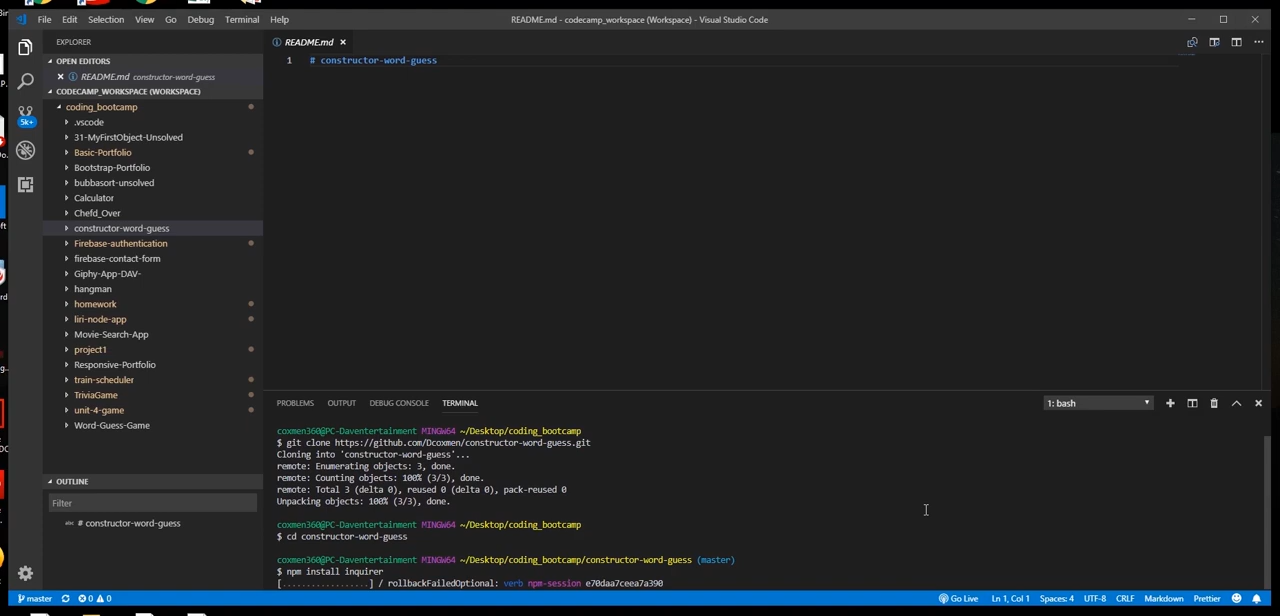 File Edit Selection View Go Debug Terminal Help
README.md - codecamp_workspace (Workspace) - Visual Studio Code
EXPLORER
OPEN EDITORS
README.md constructor-word-guess
CODECAMP_WORKSPACE (WORKSPACE)
coding_bootcamp
.vscode
31-MyFirstObject-Unsolved
Basic-Portfolio
Bootstrap-Portfolio
bubbasort-unsolved
Calculator
Chefd_Over
constructor-word-guess
Firebase-authentication
firebase-contact-form
Giphy-App-DAV-
hangman
homework
liri-node-app
Movie-Search-App
project1
Responsive-Portfolio
train-scheduler
TriviaGame
unit-4-game
Word-Guess-Game
5k+
OUTLINE
Filter
abc # constructor-word-guess
README.md
1 # constructor-word-guess
PROBLEMS OUTPUT DEBUG CONSOLE TERMINAL
1: bash
coxmen360@PC-Daventertainment MINGW64 ~/Desktop/coding_bootcamp
$ git clone https://github.com/Dcoxmen/constructor-word-guess.git
Cloning into 'constructor-word-guess'...
remote: Enumerating objects: 3, done.
remote: Counting objects: 100% (3/3), done.
remote: Total 3 (delta 0), reused 0 (delta 0), pack-reused 0
Unpacking objects: 100% (3/3), done.
coxmen360@PC-Daventertainment MINGW64 ~/Desktop/coding_bootcamp
$ cd constructor-word-guess
coxmen360@PC-Daventertainment MINGW64 ~/Desktop/coding_bootcamp/constructor-word-guess (master)
$ npm install inquirer
[..................] / rollbackFailedOptional: verb npm-session e70daa7ceea7a390
master 0 0
Go Live Ln 1, Col 1 Spaces: 4 UTF-8 CRLF Markdown Prettier